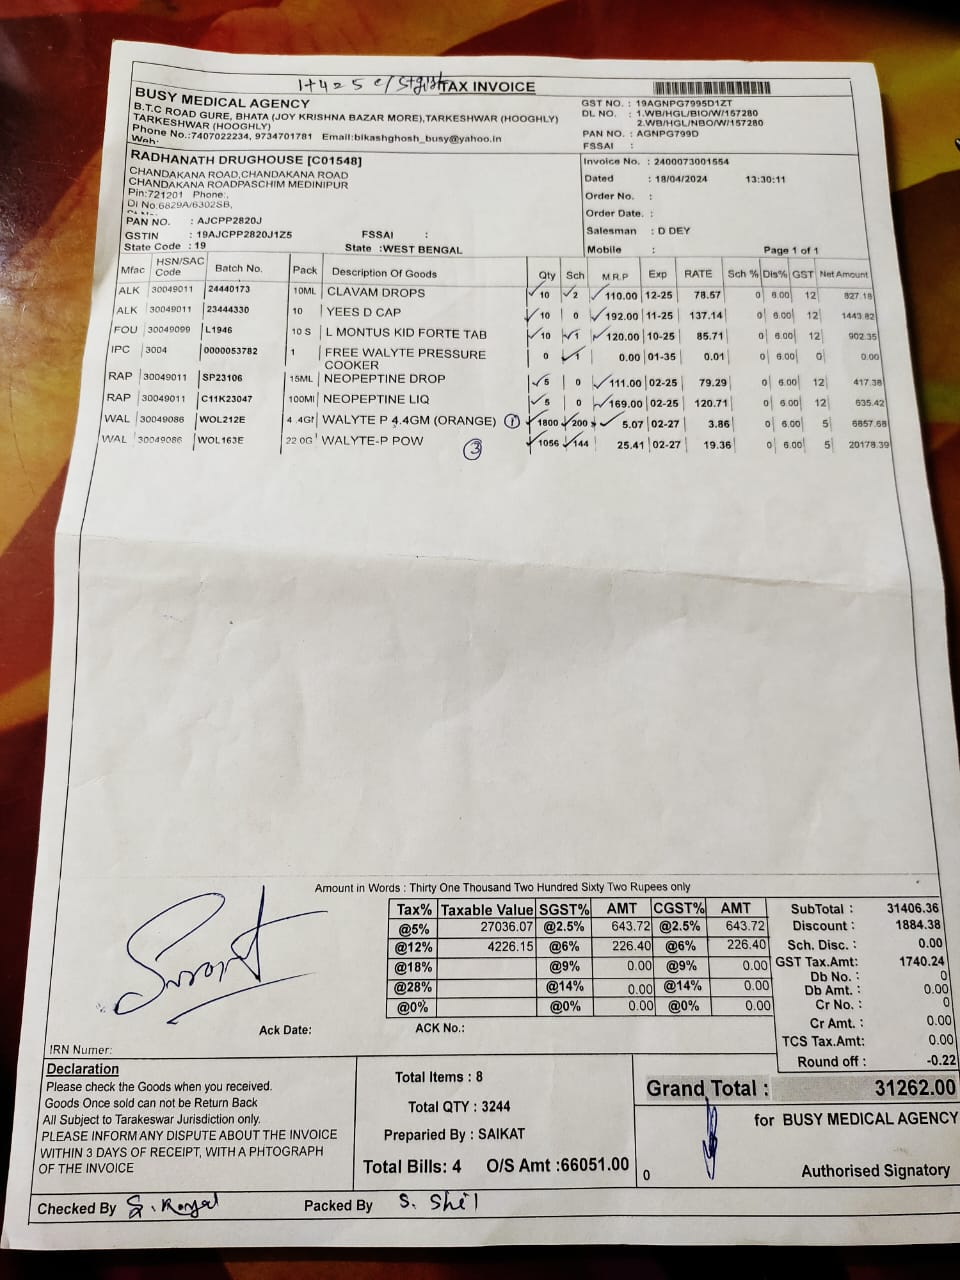 1+4=5 c/s
TAX INVOICE
BUSY MEDICAL AGENCY
B.T.C ROAD GURE, BHATA (JOY KRISHNA BAZAR MORE),TARKESHWAR (HOOGHLY)
TARKESHWAR (HOOGHLY)
Phone No.:7407022234, 9734701781 Email:bikashghosh_busy@yahoo.in
Web:
GST NO. : 19AGNPG7995D1ZT
DL NO. : 1.WB/HGL/BIO/W/157280
2.WB/HGL/NBO/W/157280
PAN NO. : AGNPG799D
FSSAI :
RADHANATH DRUGHOUSE [C01548]
CHANDAKANA ROAD,CHANDAKANA ROAD
CHANDAKANA ROADPASCHIM MEDINIPUR
Pin:721201 Phone:,
Dl No:6829A/6302SB,
PAN NO. : AJCPP2820J
GSTIN : 19AJCPP2820J1Z5 FSSAI :
State Code : 19 State :WEST BENGAL
Invoice No. : 2400073001554
Dated : 18/04/2024 13:30:11
Order No. :
Order Date. :
Salesman : D DEY
Mobile : Page 1 of 1
Mfac HSN/SAC Code Batch No. Pack Description Of Goods Qty Sch M.R.P Exp RATE Sch % Dis% GST Net Amount
ALK 30049011 24440173 10ML CLAVAM DROPS 10 2 110.00 12-25 78.57 0 6.00 12 827.18
ALK 30049011 23444330 10 YEES D CAP 10 0 192.00 11-25 137.14 0 6.00 12 1443.82
FOU 30049099 L1946 10 S L MONTUS KID FORTE TAB 10 1 120.00 10-25 85.71 0 6.00 12 902.35
IPC 3004 0000053782 1 FREE WALYTE PRESSURE COOKER 0 1 0.00 01-35 0.01 0 6.00 0 0.00
RAP 30049011 SP23106 15ML NEOPEPTINE DROP 5 0 111.00 02-25 79.29 0 6.00 12 417.38
RAP 30049011 C11K23047 100Ml NEOPEPTINE LIQ 5 0 169.00 02-25 120.71 0 6.00 12 635.42
WAL 30049086 WOL212E 4.4Gr WALYTE P 4.4GM (ORANGE) 1 1800 200 5.07 02-27 3.86 0 6.00 5 6857.68
WAL 30049086 WOL163E 22.0G WALYTE-P POW 3 1056 144 25.41 02-27 19.36 0 6.00 5 20178.39
Amount in Words : Thirty One Thousand Two Hundred Sixty Two Rupees only
Tax% Taxable Value SGST% AMT CGST% AMT
@5% 27036.07 @2.5% 643.72 @2.5% 643.72
@12% 4226.15 @6% 226.40 @6% 226.40
@18% @9% 0.00 @9% 0.00
@28% @14% 0.00 @14% 0.00
@0% @0% 0.00 @0% 0.00
SubTotal : 31406.36
Discount : 1884.38
Sch. Disc. : 0.00
GST Tax.Amt: 1740.24
Db No. : 0
Db Amt. : 0.00
Cr No. : 0
Cr Amt. : 0.00
TCS Tax.Amt: 0.00
Round off : -0.22
Ack Date: ACK No.:
IRN Numer:
Declaration
Please check the Goods when you received.
Goods Once sold can not be Return Back
All Subject to Tarakeswar Jurisdiction only.
PLEASE INFORM ANY DISPUTE ABOUT THE INVOICE
WITHIN 3 DAYS OF RECEIPT, WITH A PHTOGRAPH
OF THE INVOICE
Total Items : 8
Total QTY : 3244
Preparied By : SAIKAT
Total Bills: 4 O/S Amt :66051.00
Grand Total : 31262.00
for BUSY MEDICAL AGENCY
0
Authorised Signatory
Checked By Packed By S. Shil